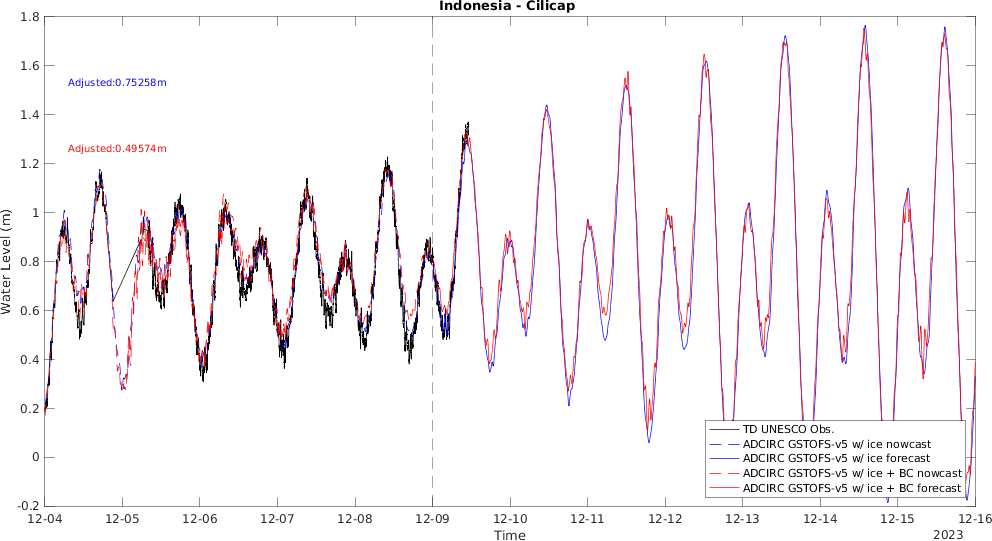 Indonesia - Cilicap
Water Level (m)
1.8
1.6
1.4
1.2
1
0.8
0.6
0.4
0.2
0
-0.2
Adjusted:0.75258m
Adjusted:0.49574m
TD UNESCO Obs.
ADCIRC GSTOFS-v5 w/ ice nowcast
ADCIRC GSTOFS-v5 w/ ice forecast
ADCIRC GSTOFS-v5 w/ ice + BC nowcast
ADCIRC GSTOFS-v5 w/ ice + BC forecast
12-04 12-05 12-06 12-07 12-08 12-09 12-10 12-11 12-12 12-13 12-14 12-15 12-16
Time
2023